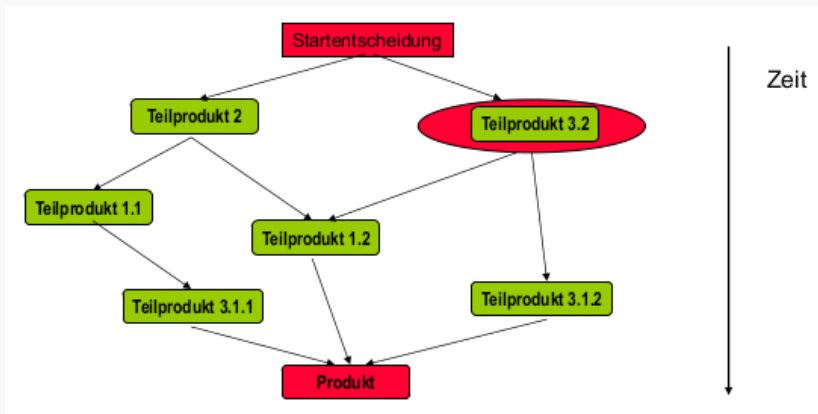 Startentscheidung
Zeit
Teilprodukt 2
Teilprodukt 3.2
Teilprodukt 1.1
Teilprodukt 1.2
Teilprodukt 3.1.1
Teilprodukt 3.1.2
Produkt